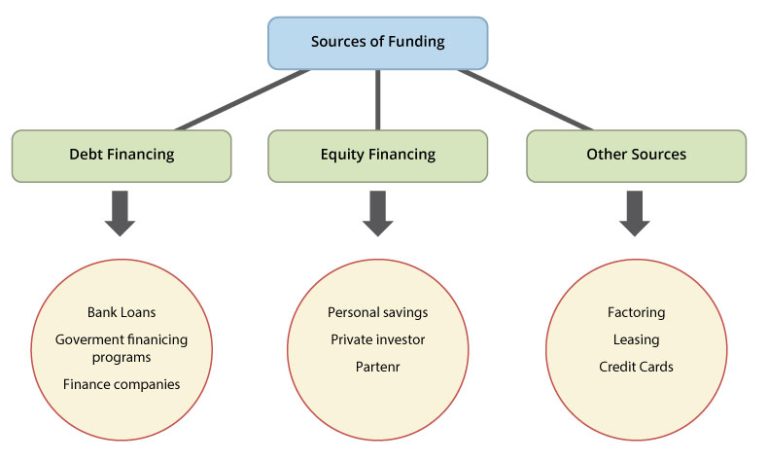 Sources of Funding
Debt Financing
Equity Financing
Other Sources
Bank Loans
Goverment finanicing
programs
Finance companies
Personal savings
Private investor
Partenr
Factoring
Leasing
Credit Cards